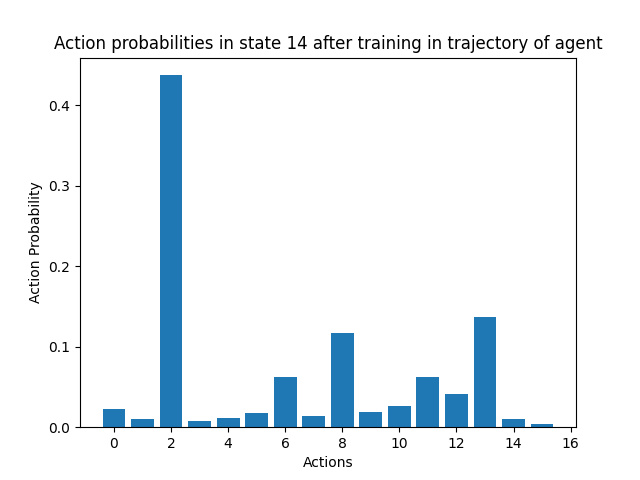 Action probabilities in state 14 after training in trajectory of agent
0.4
0.3
0.2
0.1
0.0
Action Probability
0 2 4 6 8 10 12 14 16
Actions